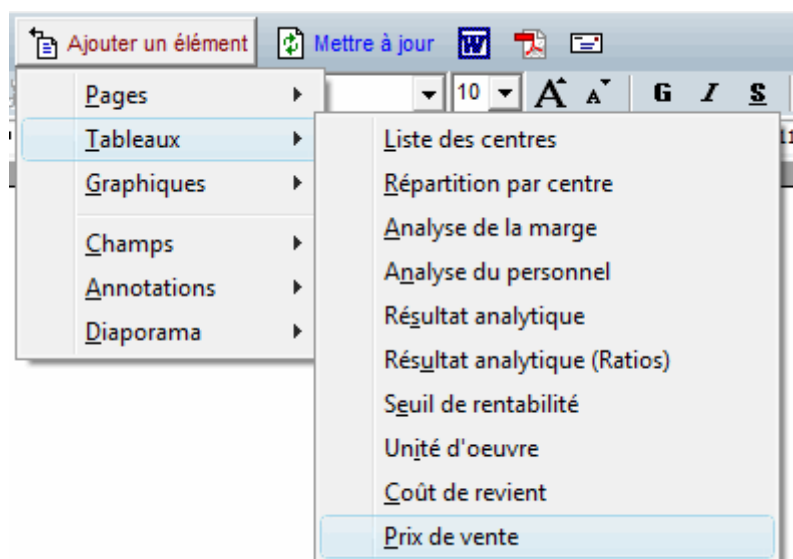 Ajouter un élément Mettre à jour
10 A A G I S
Pages
Tableaux
Graphiques
Champs
Annotations
Diaporama
Liste des centres
Répartition par centre
Analyse de la marge
Analyse du personnel
Résultat analytique
Résultat analytique (Ratios)
Seuil de rentabilité
Unité d'oeuvre
Coût de revient
Prix de vente